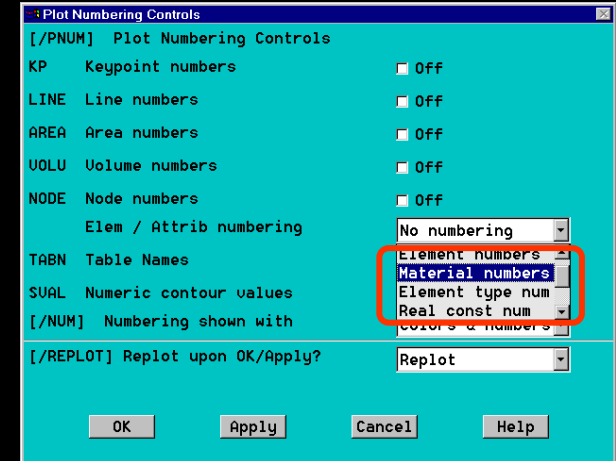 Plot Numbering Controls
[/PNUM] Plot Numbering Controls
KP Keypoint numbers Off
LINE Line numbers Off
AREA Area numbers Off
VOLU Volume numbers Off
NODE Node numbers Off
Elem / Attrib numbering No numbering
Element numbers
TABN Table Names
Material numbers
SVAL Numeric contour values
Element type num
Real const num
[/NUM] Numbering shown with
Colors & numbers
[/REPLOT] Replot upon OK/Apply? Replot
OK Apply Cancel Help